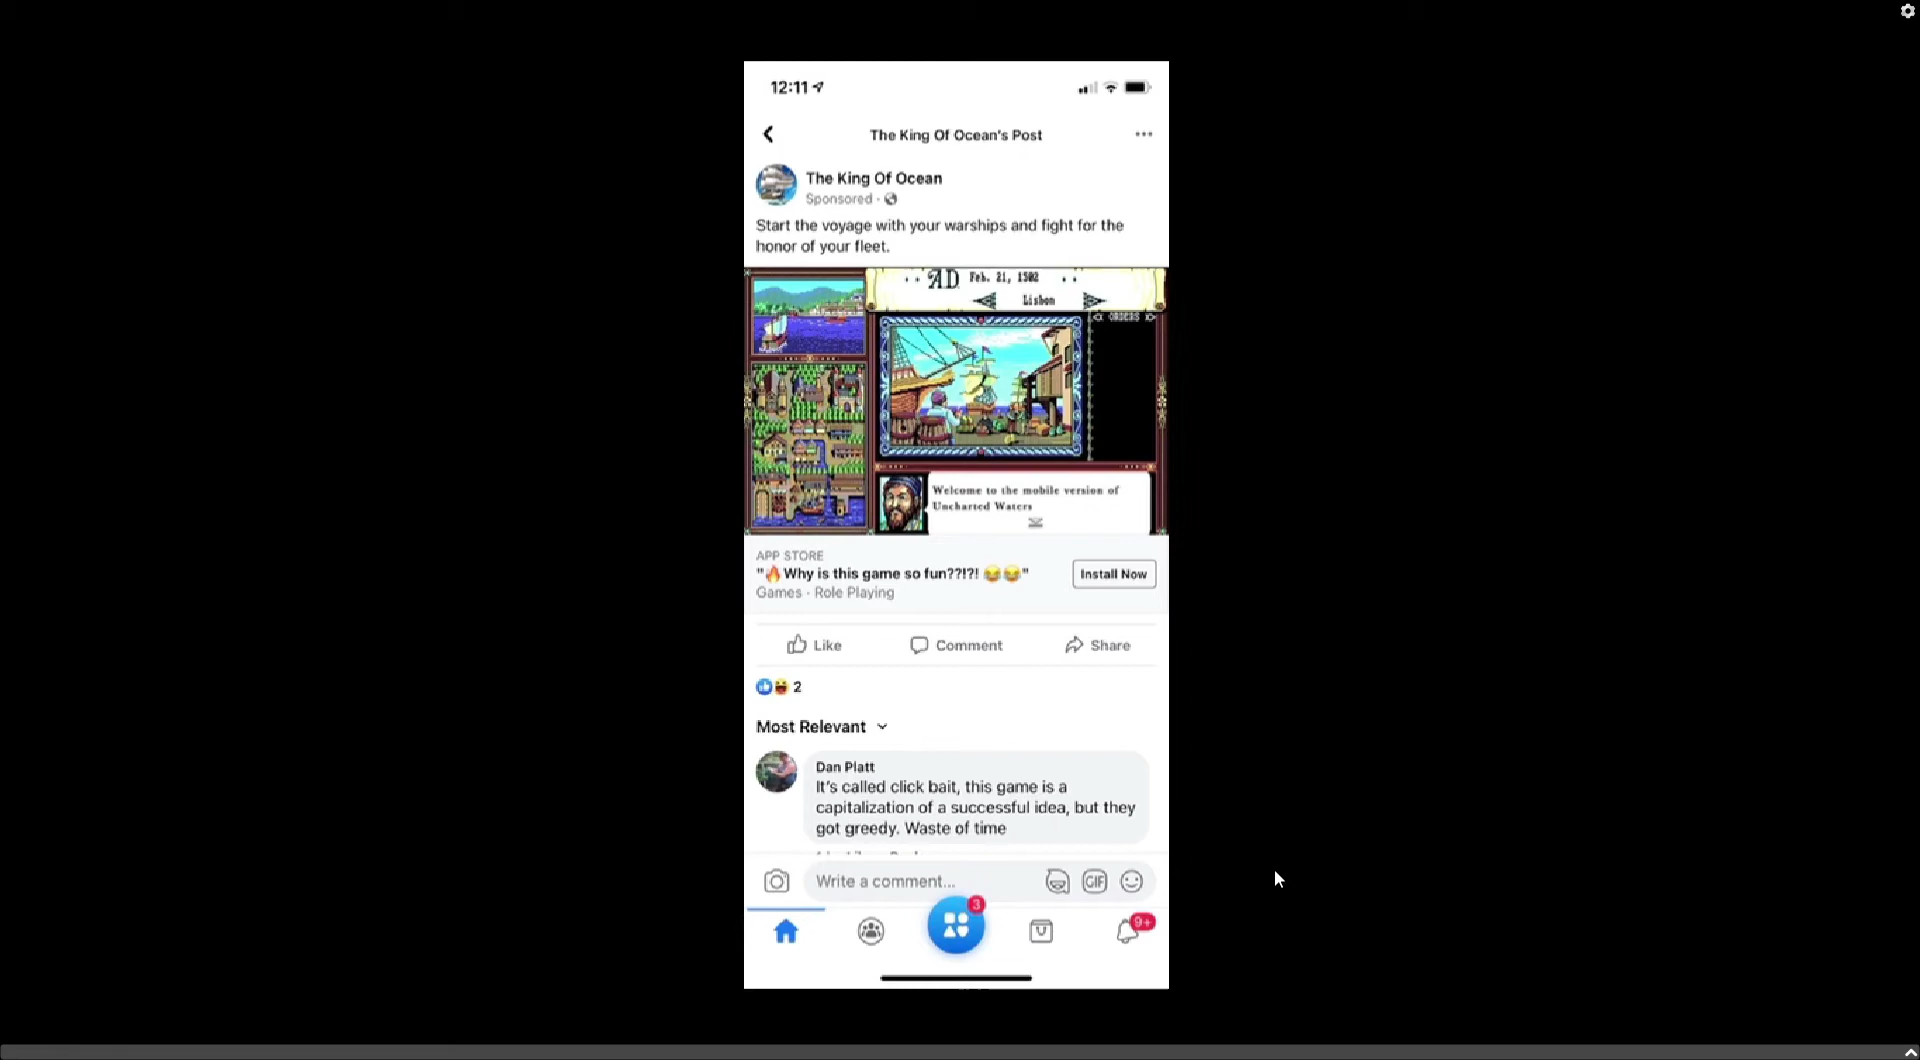 12:11
The King Of Ocean's Post
The King Of Ocean
Sponsored ·
Start the voyage with your warships and fight for the
honor of your fleet.
AD Feb. 21, 1502
Lisbon
ORDERS
Welcome to the mobile version of
Uncharted Waters
APP STORE
"🔥Why is this game so fun??!?! 😂😂"
Games · Role Playing
Install Now
Like
Comment
Share
2
Most Relevant
Dan Platt
It's called click bait, this game is a
capitalization of a successful idea, but they
got greedy. Waste of time
Write a comment...
GIF
3
9+